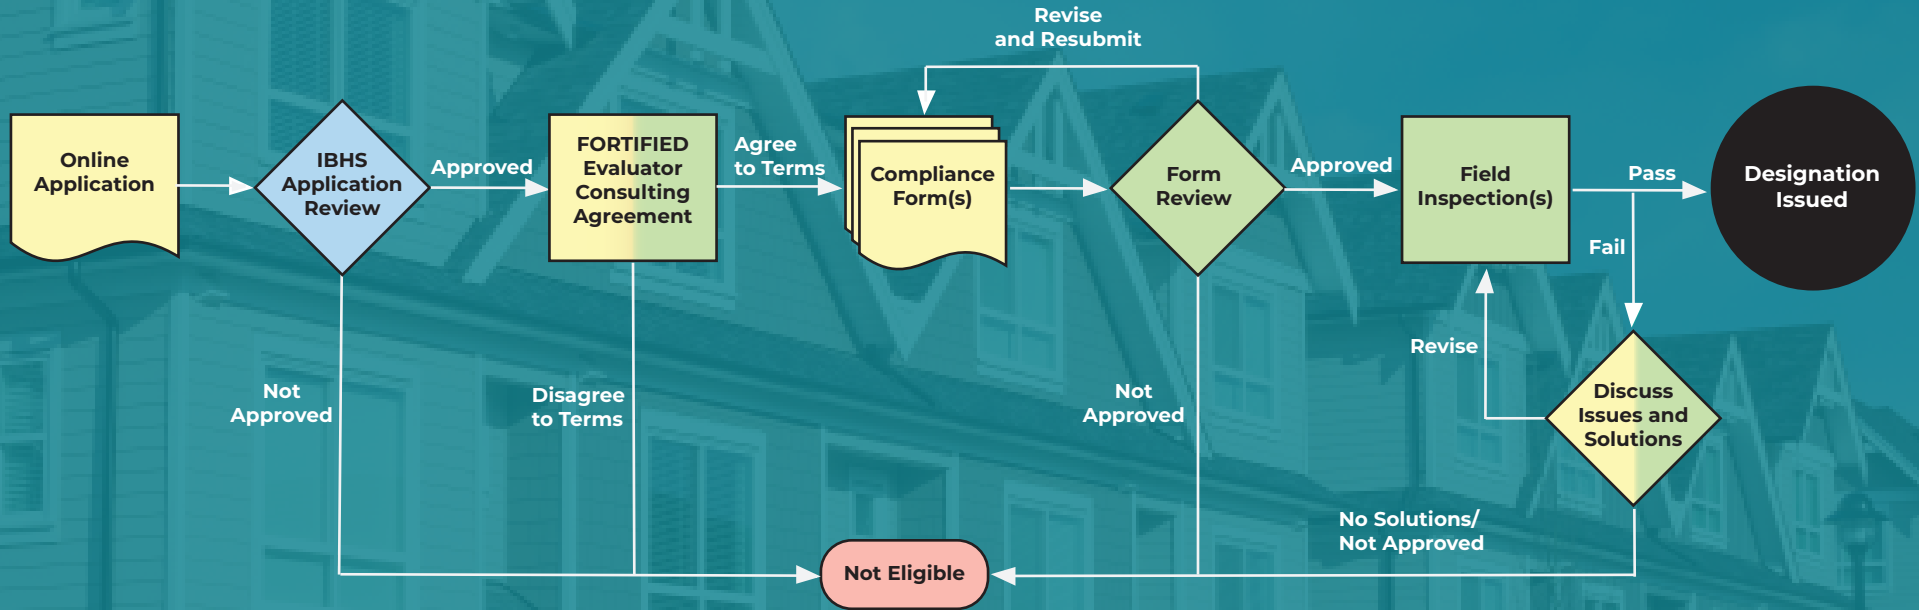 Revise
and Resubmit
Online
Application
IBHS
Application
Review
Approved
FORTIFIED
Evaluator
Consulting
Agreement
Agree
to Terms
Compliance
Form(s)
Form
Review
Approved
Field
Inspection(s)
Pass
Designation
Issued
Fail
Revise
Discuss
Issues and
Solutions
Not
Approved
Disagree
to Terms
Not
Approved
No Solutions/
Not Approved
Not Eligible